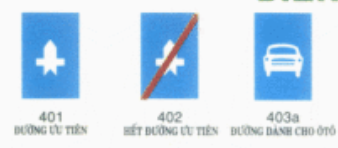 401
ĐƯỜNG ƯU TIÊN
402
HẾT ĐƯỜNG ƯU TIÊN
403a
ĐƯỜNG DÀNH CHO ÔTÔ